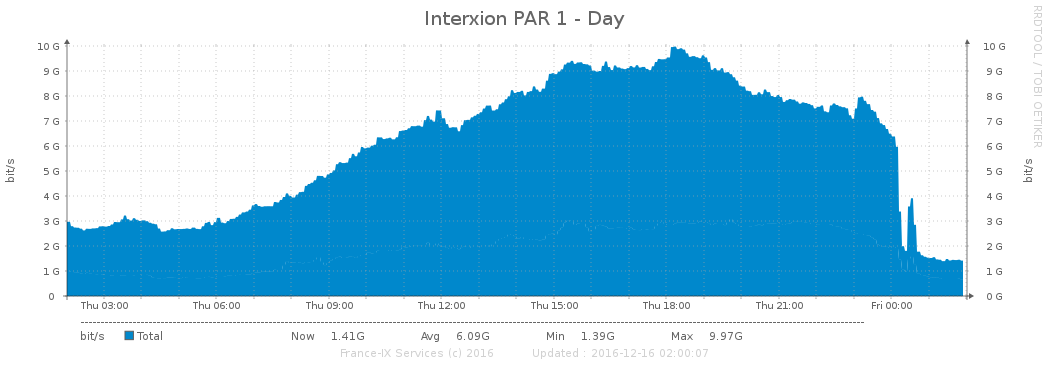 Interxion PAR 1 - Day
RRDTOOL / TOBI OETIKER
bit/s
10 G 10 G
9 G 9 G
8 G 8 G
7 G 7 G
6 G 6 G
5 G 5 G
4 G 4 G
3 G 3 G
2 G 2 G
1 G 1 G
0 0 G
bit/s
Thu 03:00 Thu 06:00 Thu 09:00 Thu 12:00 Thu 15:00 Thu 18:00 Thu 21:00 Fri 00:00
bit/s Total Now 1.41G Avg 6.09G Min 1.39G Max 9.97G
France-IX Services (c) 2016 Updated : 2016-12-16 02:00:07